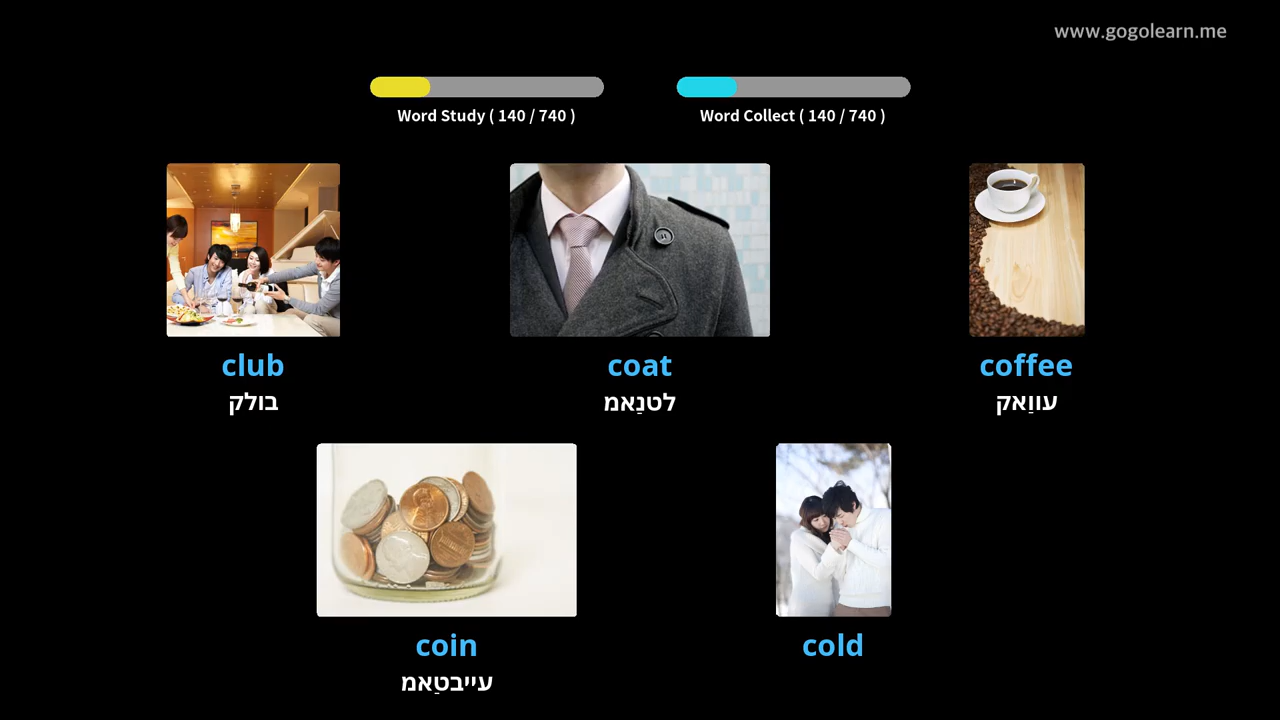 www.gogolearn.me
Word Study ( 140 / 740 )
Word Collect ( 140 / 740 )
club
בולק
coat
לטנַאמ
coffee
עווַאק
coin
עייבטַאמ
cold